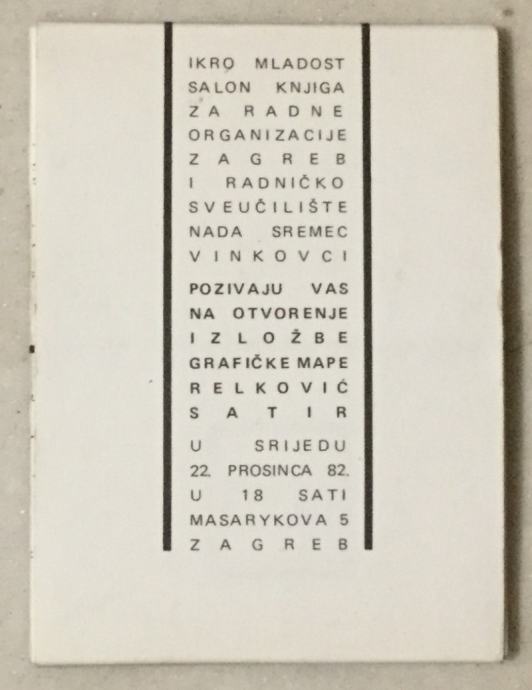 IKRO MLADOST
SALON KNJIGA
ZA RADNE
ORGANIZACIJE
ZAGREB
I RADNIČKO
SVEUČILIŠTE
NADA SREMEC
VINKOVCI
POZIVAJU VAS
NA OTVORENJE
IZLOŽBE
GRAFIČKE MAPE
RELKOVIĆ
SATIR
U SRIJEDU
22. PROSINCA 82.
U 18 SATI
MASARYKOVA 5
ZAGREB